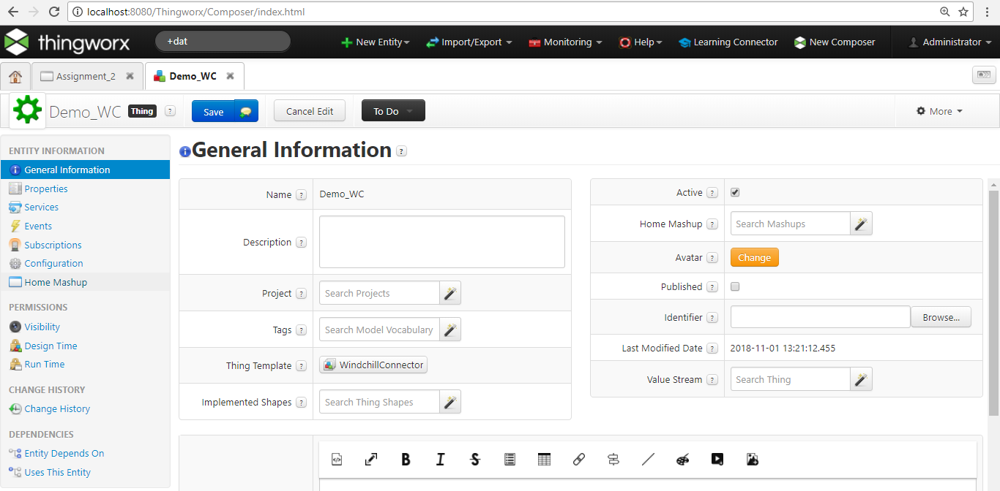 localhost:8080/Thingworx/Composer/index.html
thingworx +dat New Entity Import/Export Monitoring Help Learning Connector New Composer Administrator
Assignment_2 Demo_WC
Demo_WC Thing ? Save Cancel Edit To Do More
ENTITY INFORMATION
General Information
Properties
Services
Events
Subscriptions
Configuration
Home Mashup
PERMISSIONS
Visibility
Design Time
Run Time
CHANGE HISTORY
Change History
DEPENDENCIES
Entity Depends On
Uses This Entity
General Information ?
Name ? Demo_WC
Description ?
Project ? Search Projects
Tags ? Search Model Vocabulary
Thing Template ? WindchillConnector
Implemented Shapes ? Search Thing Shapes
Active ?
Home Mashup ? Search Mashups
Avatar ? Change
Published ?
Identifier ? Browse...
Last Modified Date ? 2018-11-01 13:21:12.455
Value Stream ? Search Thing
B I S